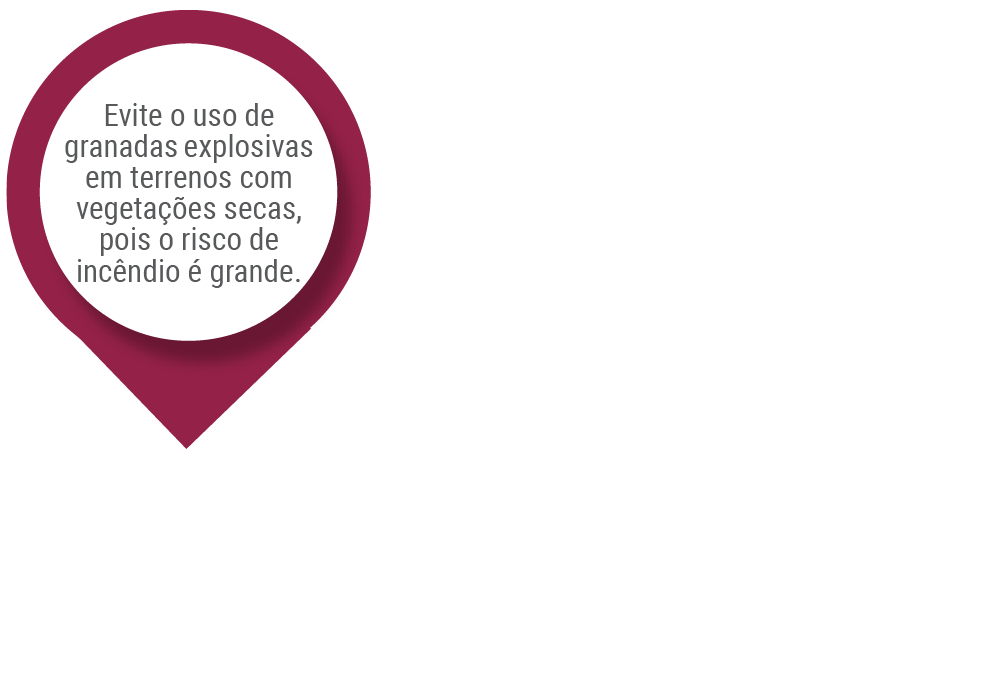 Evite o uso de
granadas explosivas
em terrenos com
vegetações secas,
pois o risco de
incêndio é grande.